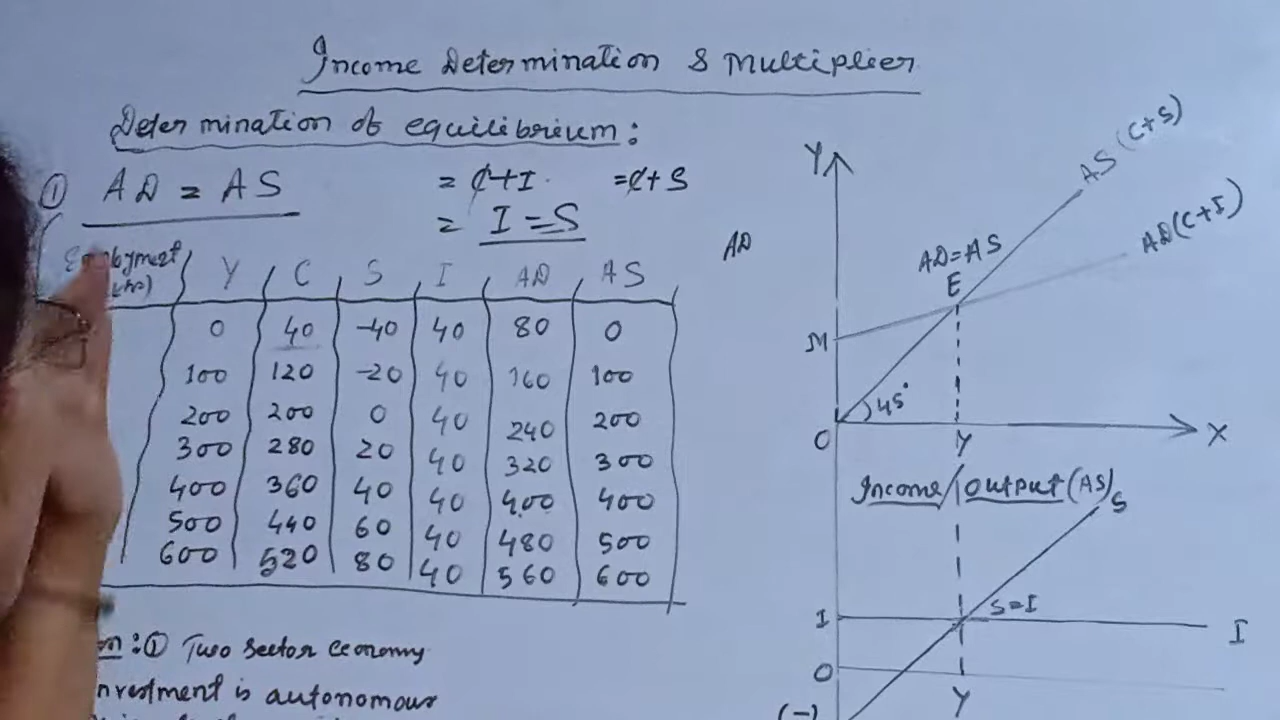 Income Determination & Multiplier
Determination of equilibrium:
① AD = AS = C+I = C+S
= I = S
Employment Y C S I AD AS
0 40 -40 40 80 0
100 120 -20 40 160 100
200 200 0 40 240 200
300 280 20 40 320 300
400 360 40 40 400 400
500 440 60 40 480 500
600 520 80 40 560 600
① Two sector economy
is autonomous
Y
AS (C+S)
AD (C+I)
AD
AD=AS
E
M
45°
O Y X
Income/output (AS)
S
I S=I I
O
(-) Y